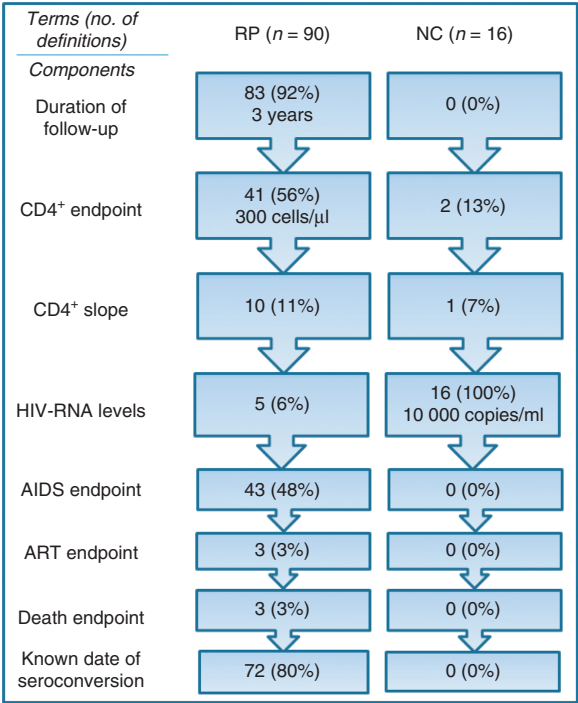 Terms (no. of
definitions)
RP (n = 90)
NC (n = 16)
Components
Duration of
follow-up
83 (92%)
3 years
0 (0%)
CD4+ endpoint
41 (56%)
300 cells/µl
2 (13%)
CD4+ slope
10 (11%)
1 (7%)
HIV-RNA levels
5 (6%)
16 (100%)
10 000 copies/ml
AIDS endpoint
43 (48%)
0 (0%)
ART endpoint
3 (3%)
0 (0%)
Death endpoint
3 (3%)
0 (0%)
Known date of
seroconversion
72 (80%)
0 (0%)